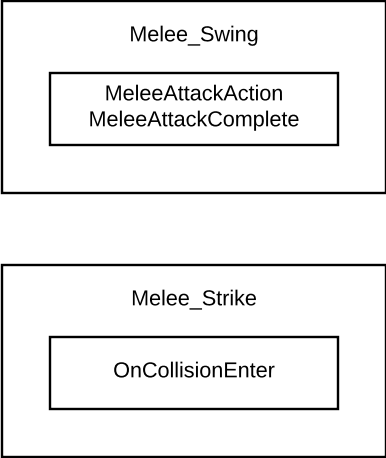 Melee_Swing
MeleeAttackAction
MeleeAttackComplete
Melee_Strike
OnCollisionEnter